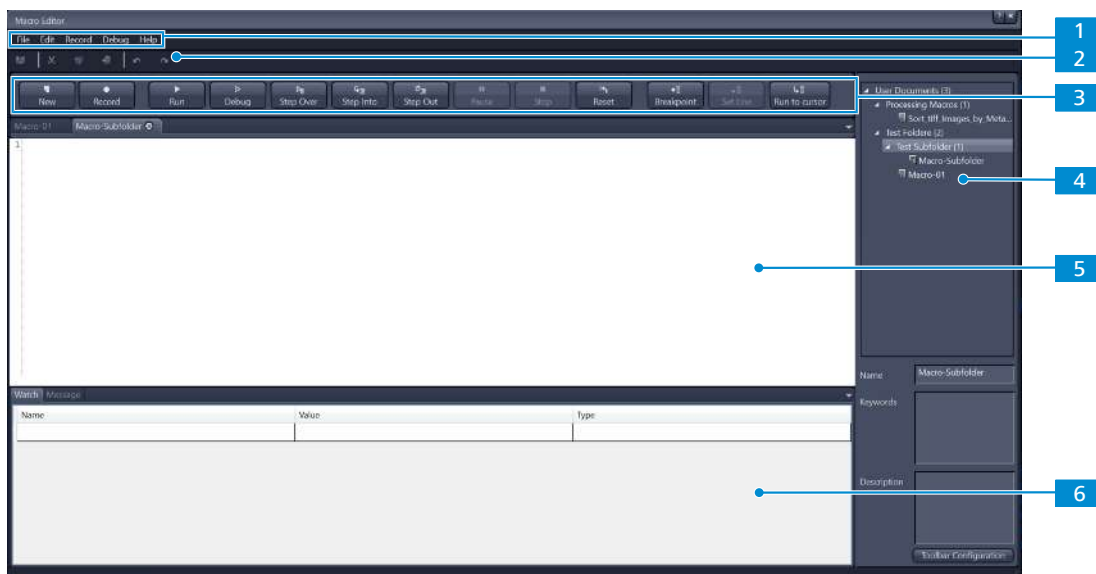 Macro Editor
File Edit Record Debug Help
1
2
New Record Run Debug Step Over Step Into Step Out Pause Stop Reset Breakpoint Set Line Run to cursor
3
Macro-01 Macro-Subfolder
1
User Documents (3)
Processing Macros (1)
Sort_tiff_Images_by_Meta...
Test Foldere (2)
Test Subfolder (1)
Macro-Subfolder
Macro-01
4
5
Name Macro-Subfolder
Keywords
Description
Toolbar Configuration
Watch Message
Name Value Type
6